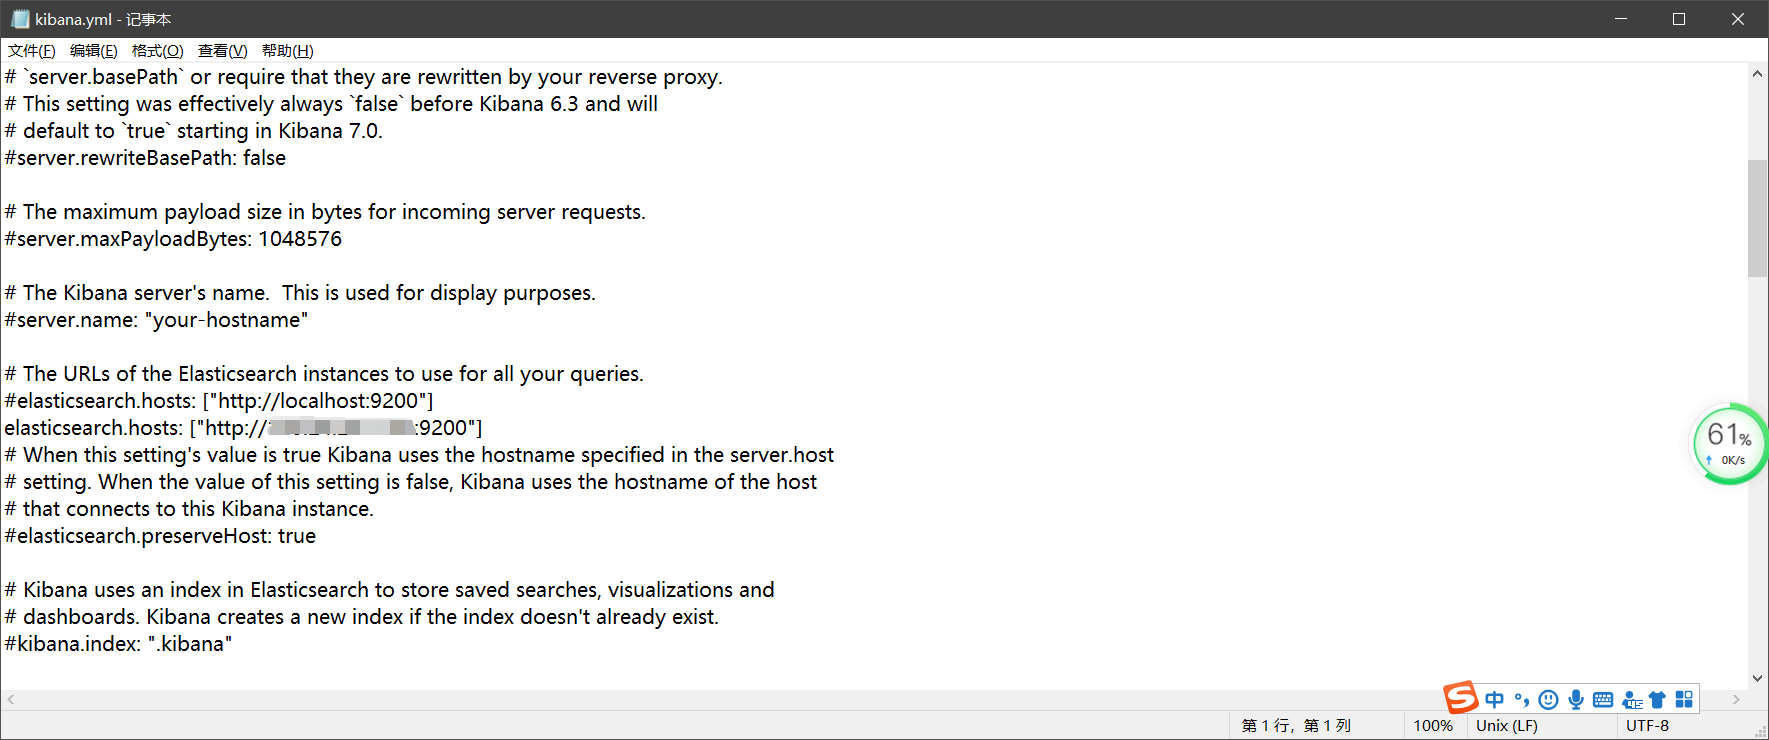 kibana.yml - 记事本
文件(F) 编辑(E) 格式(O) 查看(V) 帮助(H)
# `server.basePath` or require that they are rewritten by your reverse proxy.
# This setting was effectively always `false` before Kibana 6.3 and will
# default to `true` starting in Kibana 7.0.
#server.rewriteBasePath: false
# The maximum payload size in bytes for incoming server requests.
#server.maxPayloadBytes: 1048576
# The Kibana server's name.  This is used for display purposes.
#server.name: "your-hostname"
# The URLs of the Elasticsearch instances to use for all your queries.
#elasticsearch.hosts: ["http://localhost:9200"]
elasticsearch.hosts: ["http:// :9200"]
# When this setting's value is true Kibana uses the hostname specified in the server.host
# setting. When the value of this setting is false, Kibana uses the hostname of the host
# that connects to this Kibana instance.
#elasticsearch.preserveHost: true
# Kibana uses an index in Elasticsearch to store saved searches, visualizations and
# dashboards. Kibana creates a new index if the index doesn't already exist.
#kibana.index: ".kibana"
61%
0K/s
S 中
第 1 行，第 1 列 100% Unix (LF) UTF-8